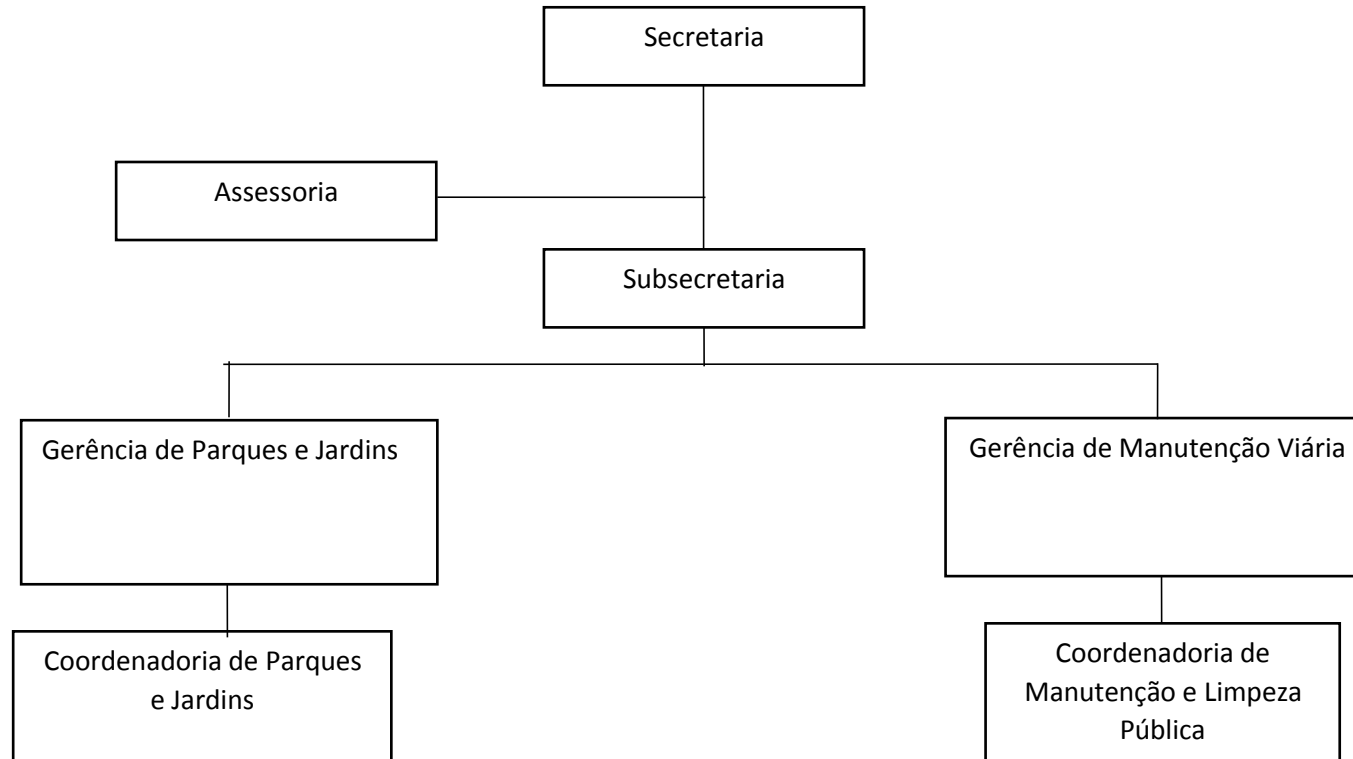 Secretaria
Assessoria
Subsecretaria
Gerência de Parques e Jardins
Gerência de Manutenção Viária
Coordenadoria de Parques
e Jardins
Coordenadoria de
Manutenção e Limpeza
Pública